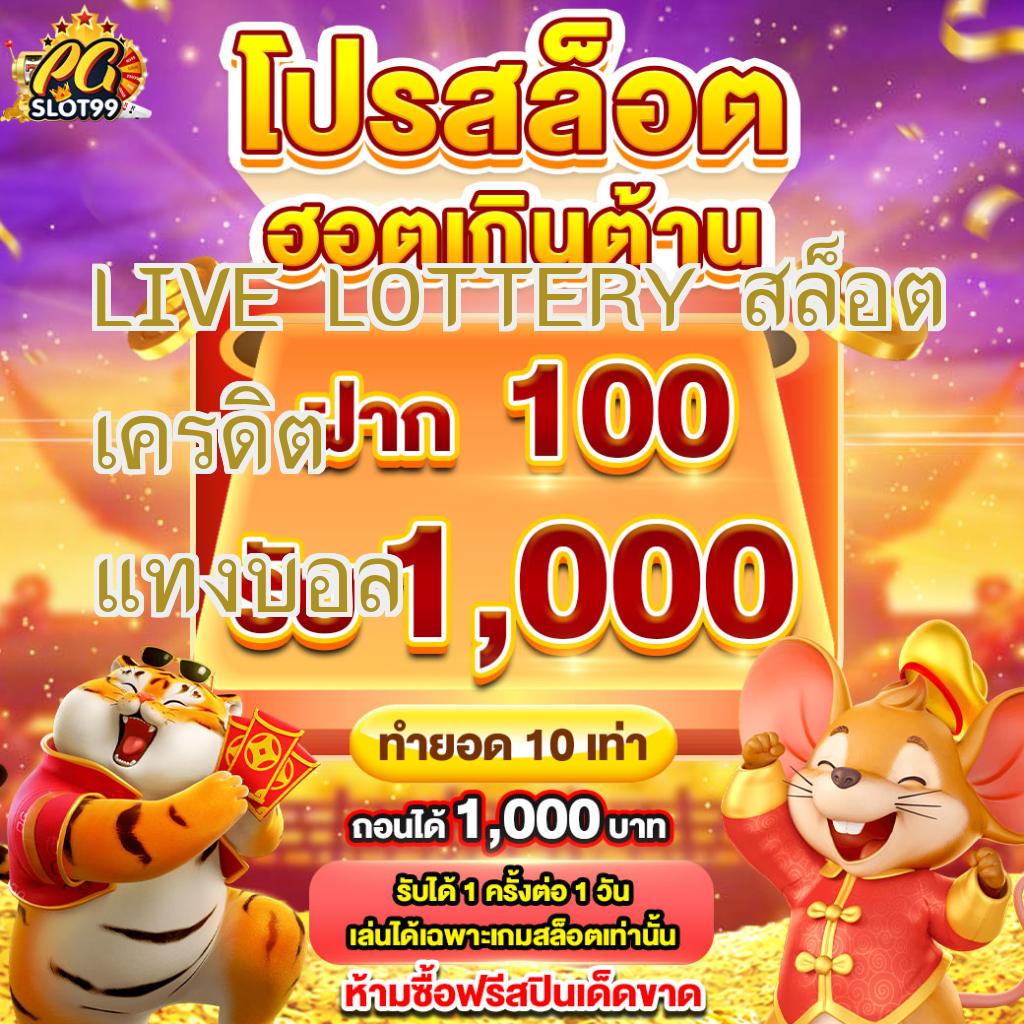 PG
SLOT99
โปรสล็อต
ฮอตเกินต้าน
LIVE LOTTERY สล็อต
เครดิต
ฝาก 100
แทงบอล
รับ 1,000
ทำยอด 10 เท่า
ถอนได้ 1,000 บาท
รับได้ 1 ครั้งต่อ 1 วัน
เล่นได้เฉพาะเกมสล็อตเท่านั้น
ห้ามซื้อฟรีสปินเด็ดขาด